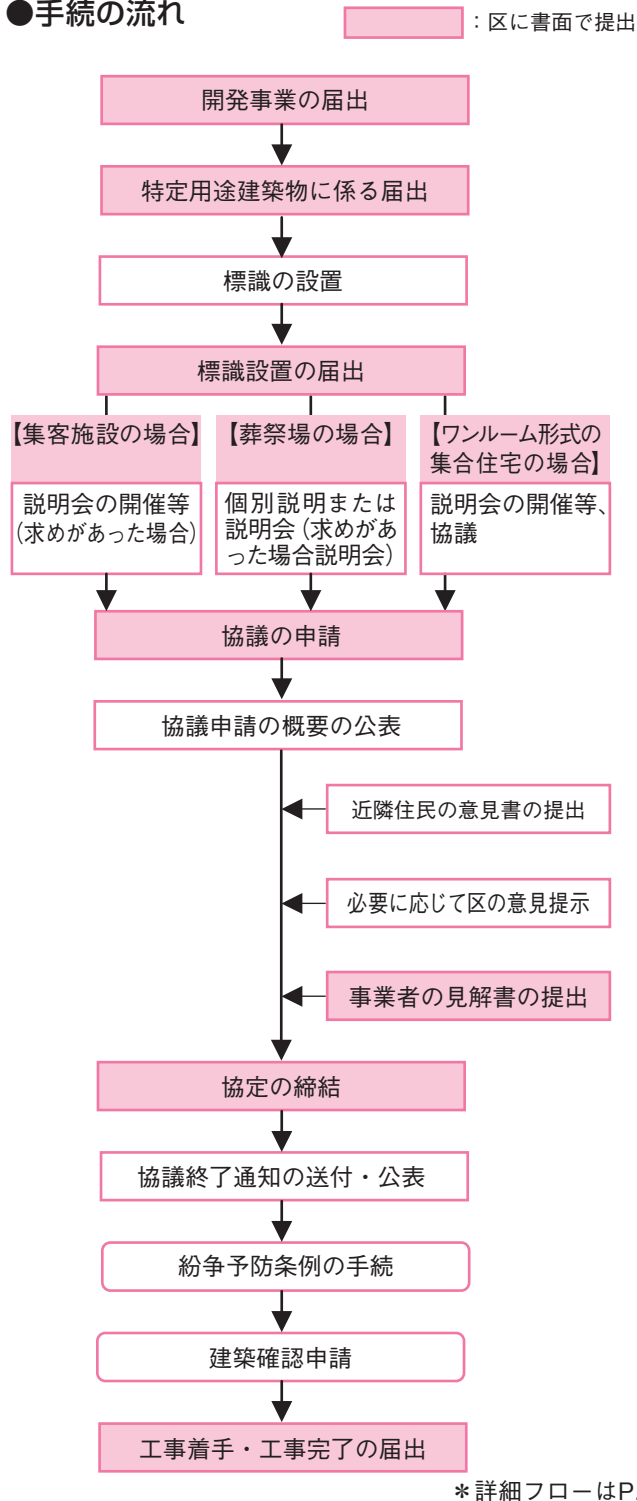 ●手続の流れ
：区に書面で提出
開発事業の届出
特定用途建築物に係る届出
標識の設置
標識設置の届出
【集客施設の場合】
説明会の開催等
（求めがあった場合）
【葬祭場の場合】
個別説明または
説明会（求めがあ
った場合説明会）
【ワンルーム形式の
集合住宅の場合】
説明会の開催等、
協議
協議の申請
協議申請の概要の公表
近隣住民の意見書の提出
必要に応じて区の意見提示
事業者の見解書の提出
協定の締結
協議終了通知の送付・公表
紛争予防条例の手続
建築確認申請
工事着手・工事完了の届出
＊詳細フローはP.